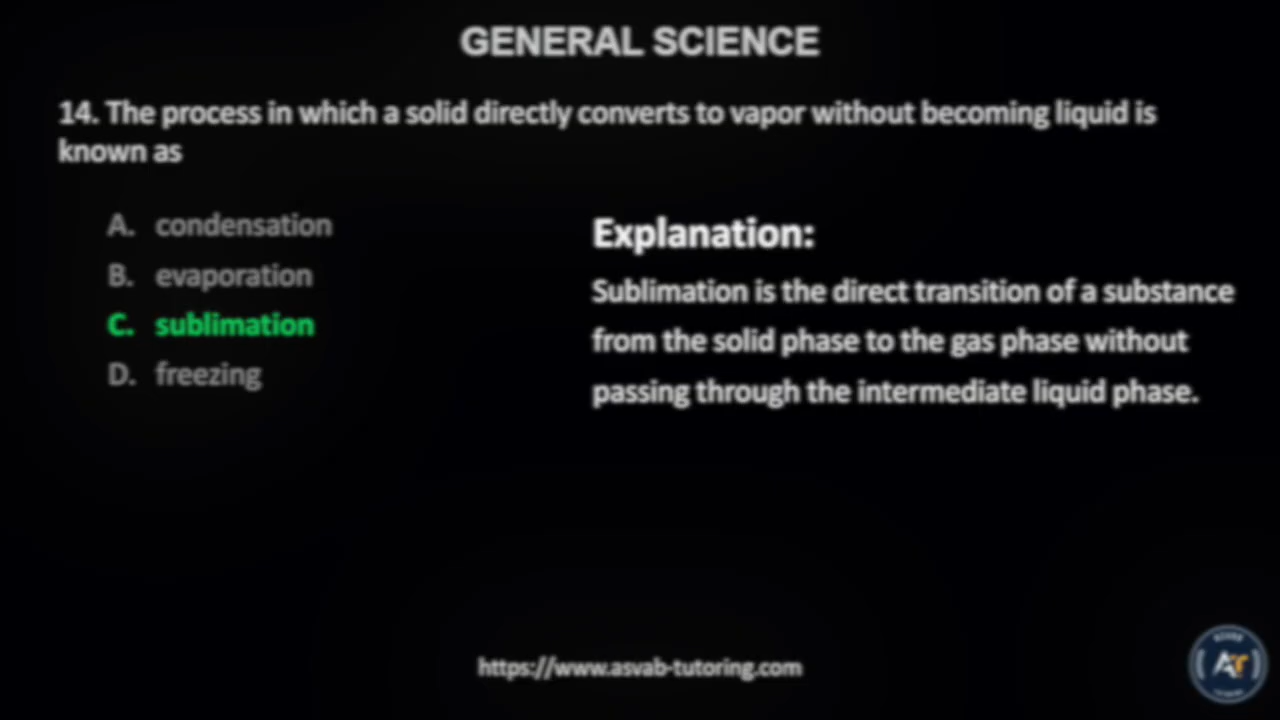 GENERAL SCIENCE
14. The process in which a solid directly converts to vapor without becoming liquid is
known as
A. condensation
B. evaporation
C. sublimation
D. freezing
Explanation:
Sublimation is the direct transition of a substance
from the solid phase to the gas phase without
passing through the intermediate liquid phase.
https://www.asvab-tutoring.com
AT